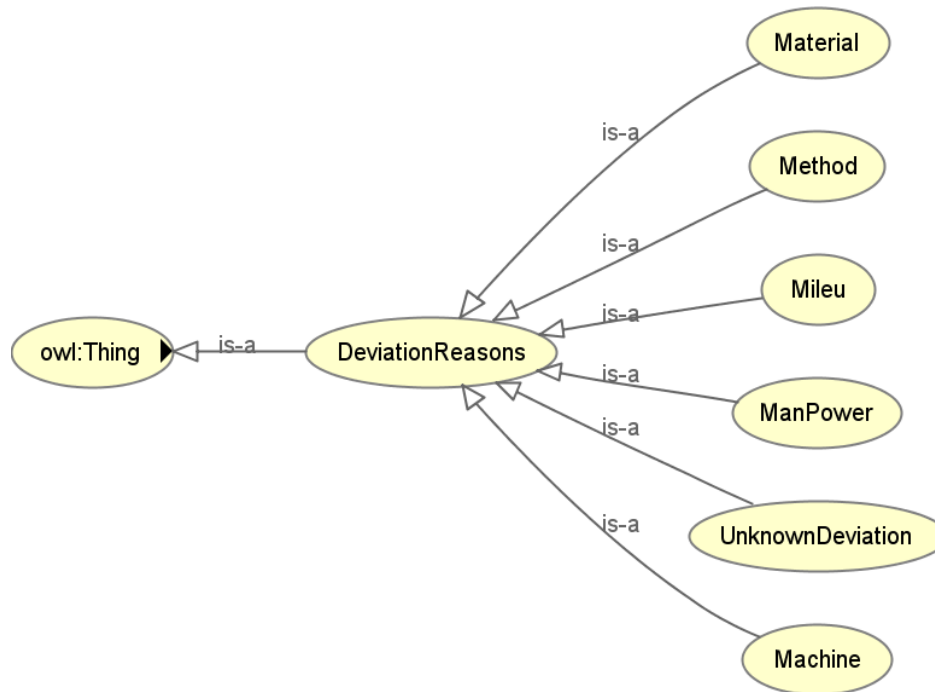 Material
is-a
Method
is-a
Mileu
is-a
owl:Thing
is-a
DeviationReasons
is-a
ManPower
is-a
UnknownDeviation
is-a
Machine